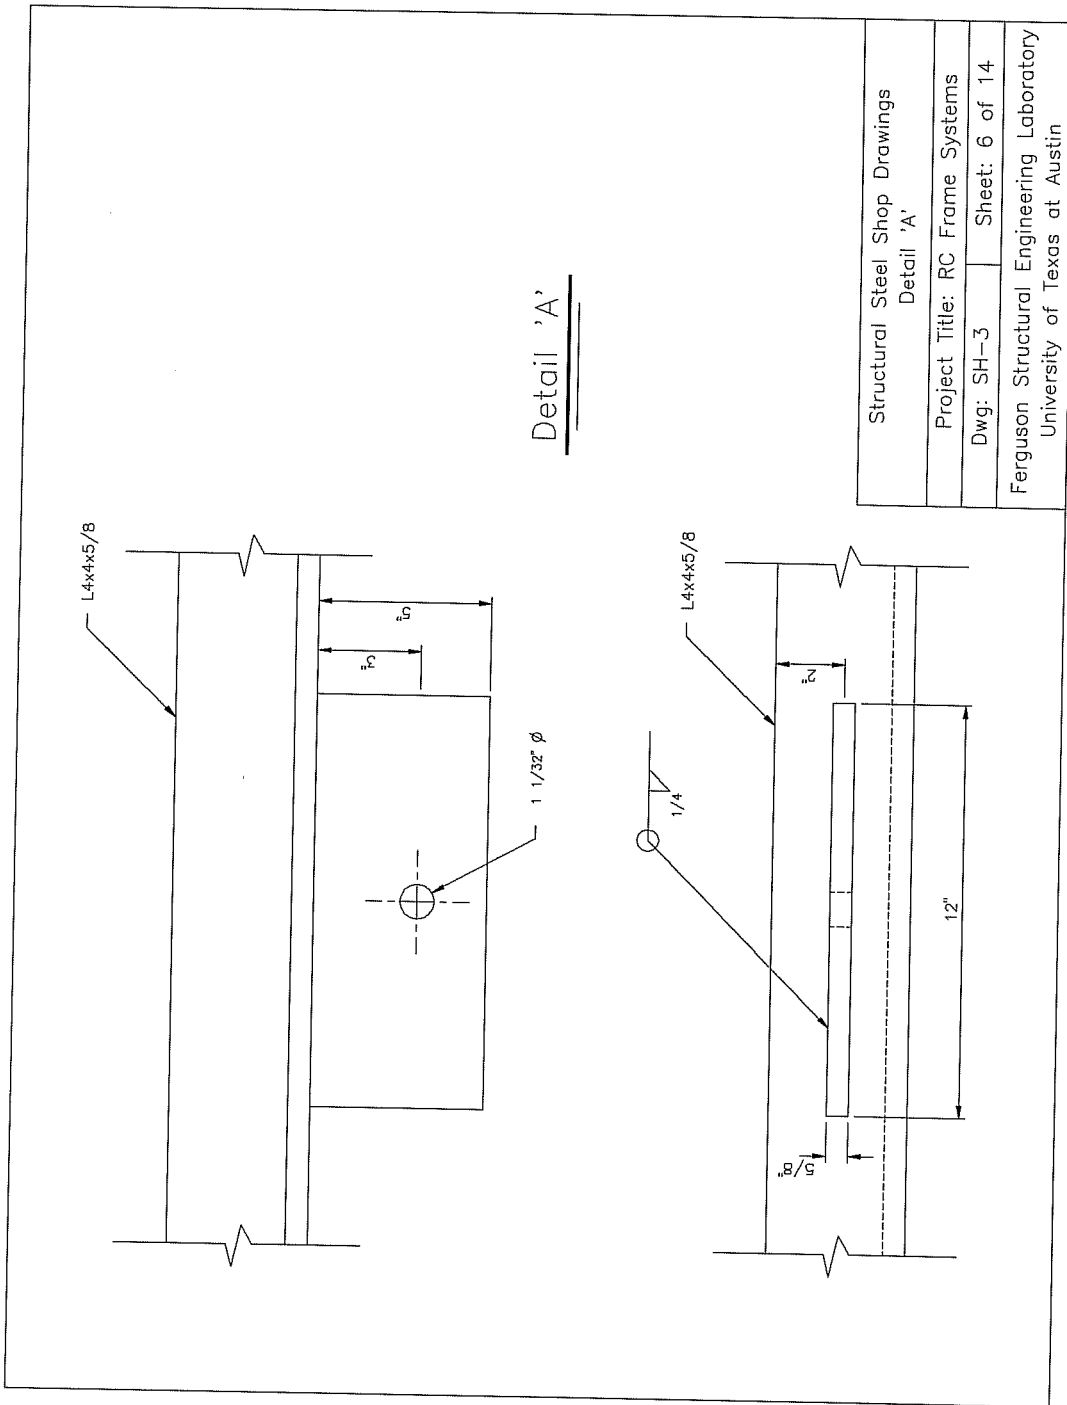 L4x4x5/8
5"
3"
1 1/32" Ø
Detail 'A'
L4x4x5/8
2"
1/4
12"
5/8"
Structural Steel Shop Drawings
Detail 'A'
Project Title: RC Frame Systems
Dwg: SH-3
Sheet: 6 of 14
Ferguson Structural Engineering Laboratory
University of Texas at Austin